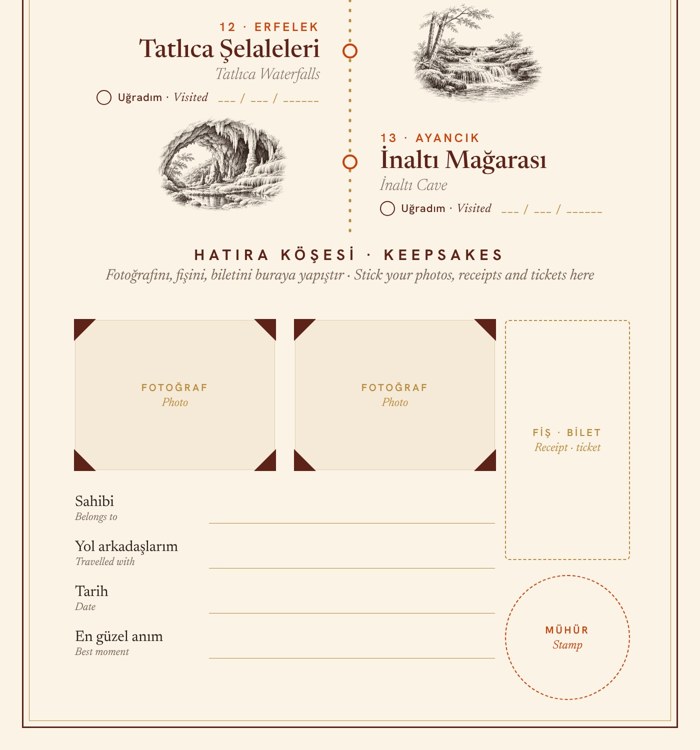 12 · ERFELEK
Tatlıca Şelaleleri
Tatlıca Waterfalls
Uğradım · Visited ___ / ___ / ______
13 · AYANCIK
İnaltı Mağarası
İnaltı Cave
Uğradım · Visited ___ / ___ / ______
HATIRA KÖŞESİ · KEEPSAKES
Fotoğrafını, fişini, biletini buraya yapıştır · Stick your photos, receipts and tickets here
FOTOĞRAF
Photo
FOTOĞRAF
Photo
FİŞ · BİLET
Receipt · ticket
Sahibi
Belongs to
Yol arkadaşlarım
Travelled with
Tarih
Date
En güzel anım
Best moment
MÜHÜR
Stamp